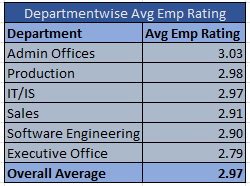 Departmentwise Avg Emp Rating
Department Avg Emp Rating
Admin Offices 3.03
Production 2.98
IT/IS 2.97
Sales 2.91
Software Engineering 2.90
Executive Office 2.79
Overall Average 2.97